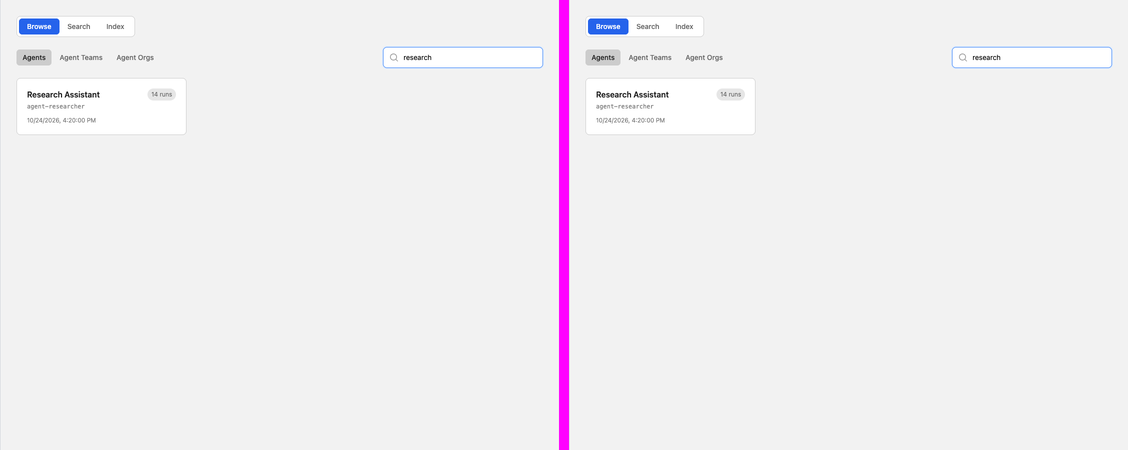 Browse Search Index
Agents Agent Teams Agent Orgs research
Research Assistant 14 runs
agent-researcher
10/24/2026, 4:20:00 PM
Browse Search Index
Agents Agent Teams Agent Orgs research
Research Assistant 14 runs
agent-researcher
10/24/2026, 4:20:00 PM